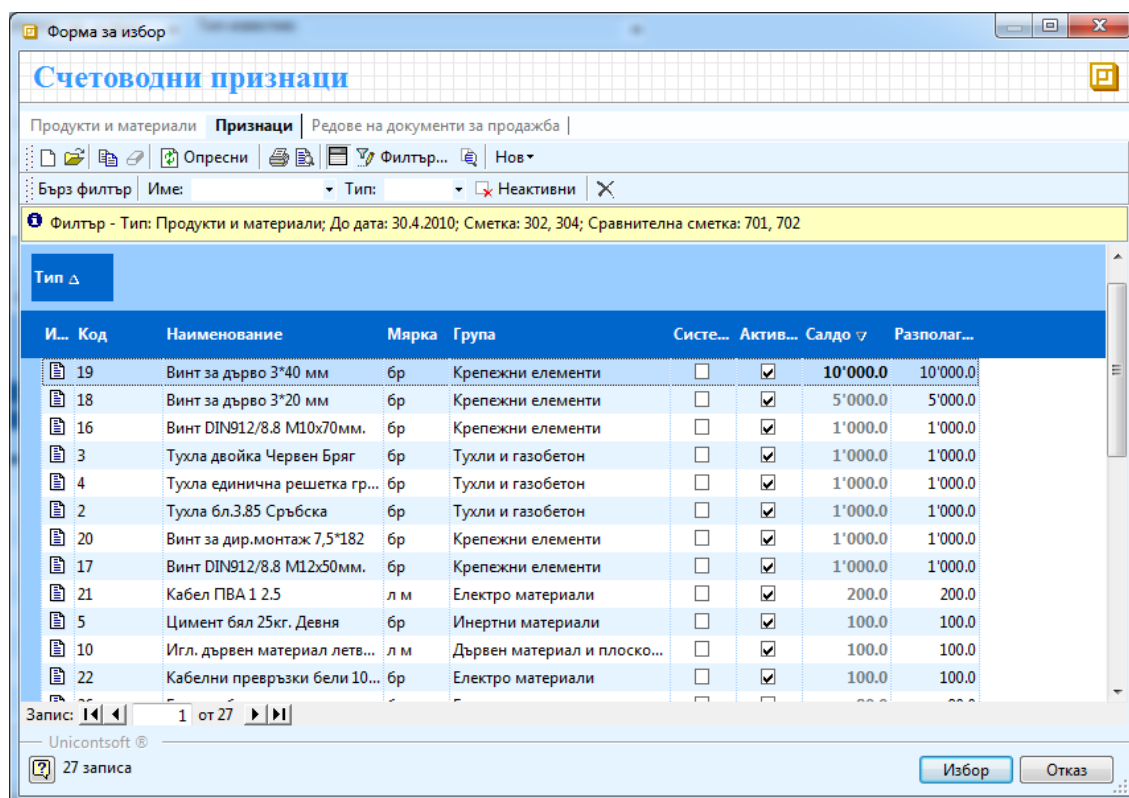 Форма за избор
Счетоводни признаци
Продукти и материали Признаци Редове на документи за продажба
Опресни Филтър... Нов
Бърз филтър Име: Тип: Неактивни
Филтър - Тип: Продукти и материали; До дата: 30.4.2010; Сметка: 302, 304; Сравнителна сметка: 701, 702
Тип
И... Код Наименование Мярка Група Систе... Актив... Салдо Разполаг...
19 Винт за дърво 3*40 мм бр Крепежни елементи 10'000.0 10'000.0
18 Винт за дърво 3*20 мм бр Крепежни елементи 5'000.0 5'000.0
16 Винт DIN912/8.8 M10x70мм. бр Крепежни елементи 1'000.0 1'000.0
3 Тухла двойка Червен Бряг бр Тухли и газобетон 1'000.0 1'000.0
4 Тухла единична решетка гр... бр Тухли и газобетон 1'000.0 1'000.0
2 Тухла бл.3.85 Сръбска бр Тухли и газобетон 1'000.0 1'000.0
20 Винт за дир.монтаж 7,5*182 бр Крепежни елементи 1'000.0 1'000.0
17 Винт DIN912/8.8 M12x50мм. бр Крепежни елементи 1'000.0 1'000.0
21 Кабел ПВА 1 2.5 л м Електро материали 200.0 200.0
5 Цимент бял 25кг. Девня бр Инертни материали 100.0 100.0
10 Игл. дървен материал летв... л м Дървен материал и плоско... 100.0 100.0
22 Кабелни превръзки бели 10... бр Електро материали 100.0 100.0
Запис: 1 от 27
Unicontsoft ®
27 записа Избор Отказ